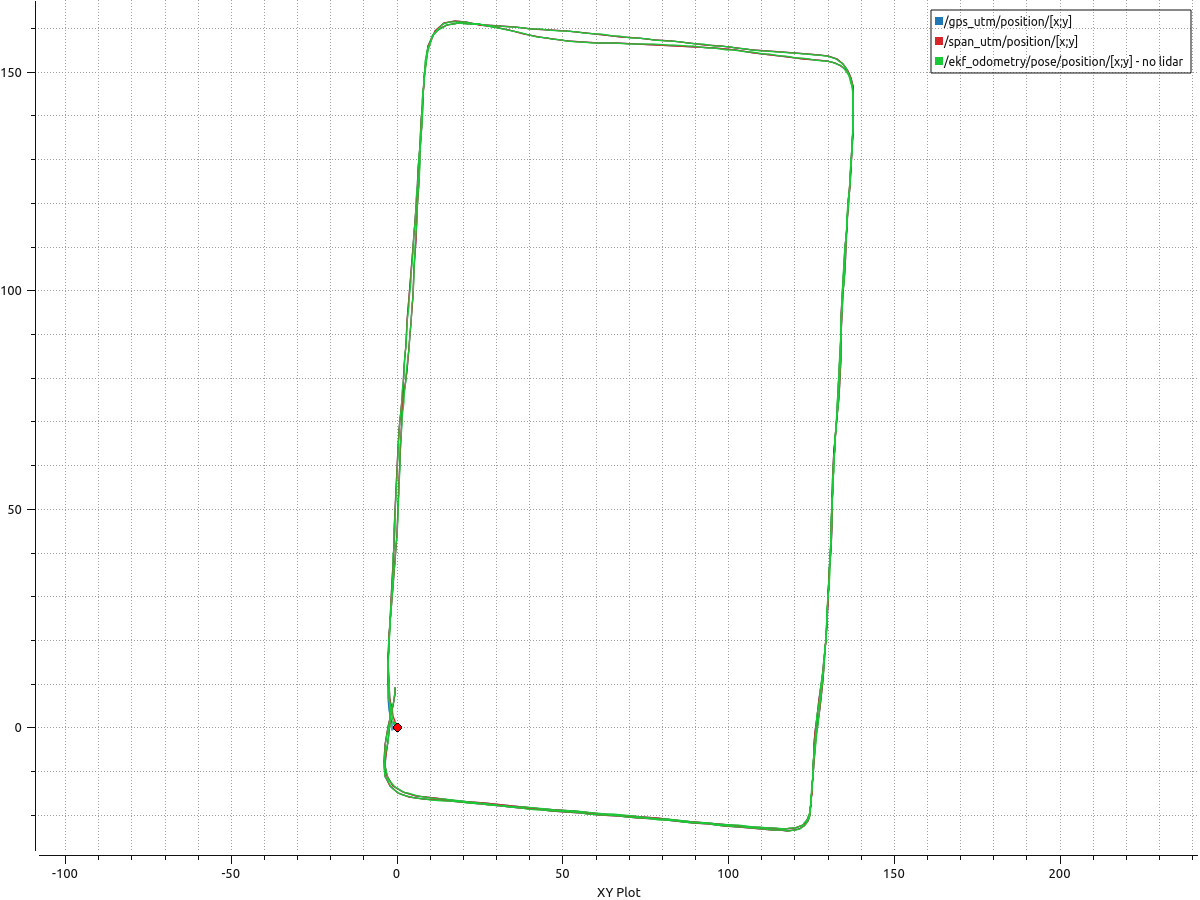 /gps_utm/position/[x;y]
/span_utm/position/[x;y]
/ekf_odometry/pose/position/[x;y] - no lidar
150
100
50
0
-100 -50 0 50 100 150 200
XY Plot